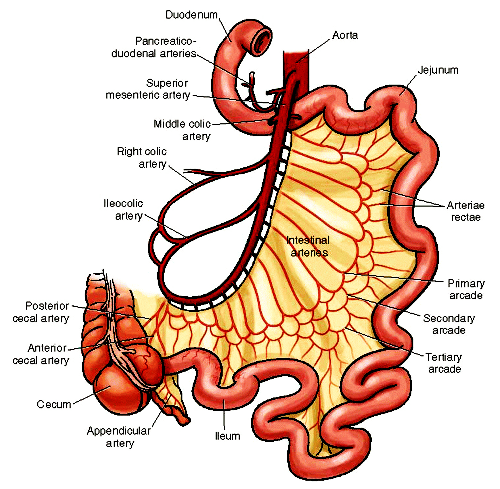 Duodenum
Pancreatico-
duodenal arteries
Superior
mesenteric artery
Middle colic
artery
Right colic
artery
Ileocolic
artery
Posterior
cecal artery
Anterior
cecal artery
Cecum
Appendicular
artery
Ileum
Aorta
Jejunum
Arteriae
rectae
Intestinal
arteries
Primary
arcade
Secondary
arcade
Tertiary
arcade